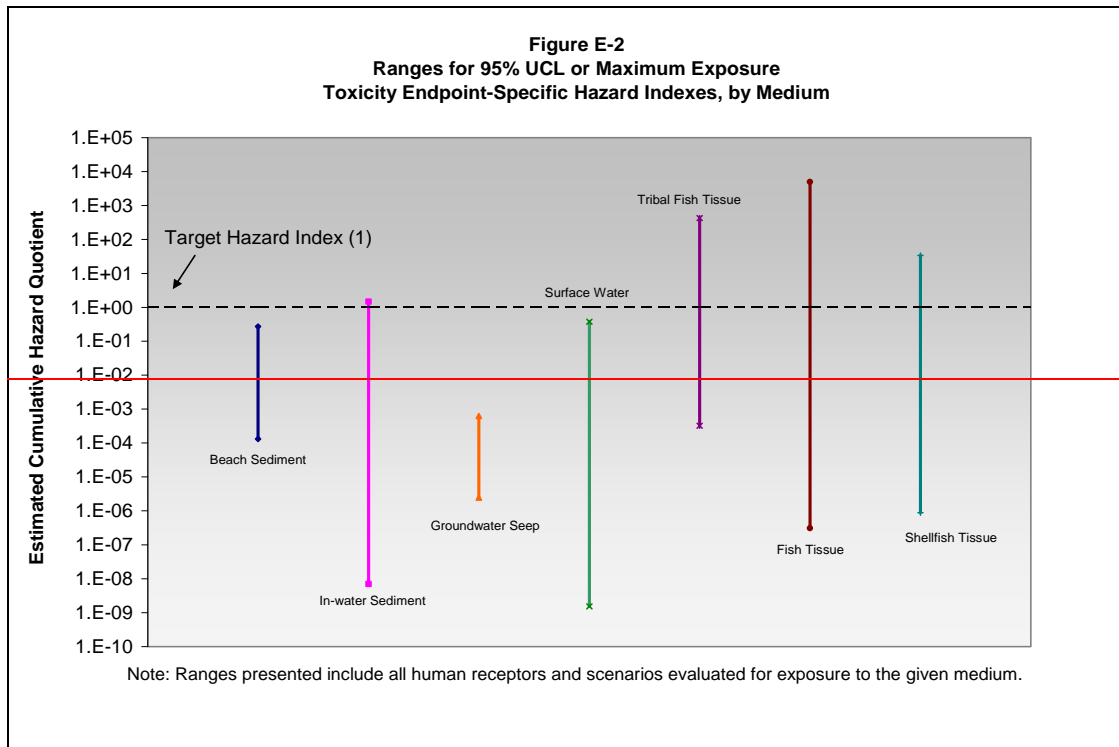 Figure E-2
Ranges for 95% UCL or Maximum Exposure
Toxicity Endpoint-Specific Hazard Indexes, by Medium
Estimated Cumulative Hazard Quotient
1.E+05
1.E+04
1.E+03
1.E+02
1.E+01
1.E+00
1.E-01
1.E-02
1.E-03
1.E-04
1.E-05
1.E-06
1.E-07
1.E-08
1.E-09
1.E-10
Target Hazard Index (1)
Beach Sediment
In-water Sediment
Groundwater Seep
Surface Water
Tribal Fish Tissue
Fish Tissue
Shellfish Tissue
Note: Ranges presented include all human receptors and scenarios evaluated for exposure to the given medium.